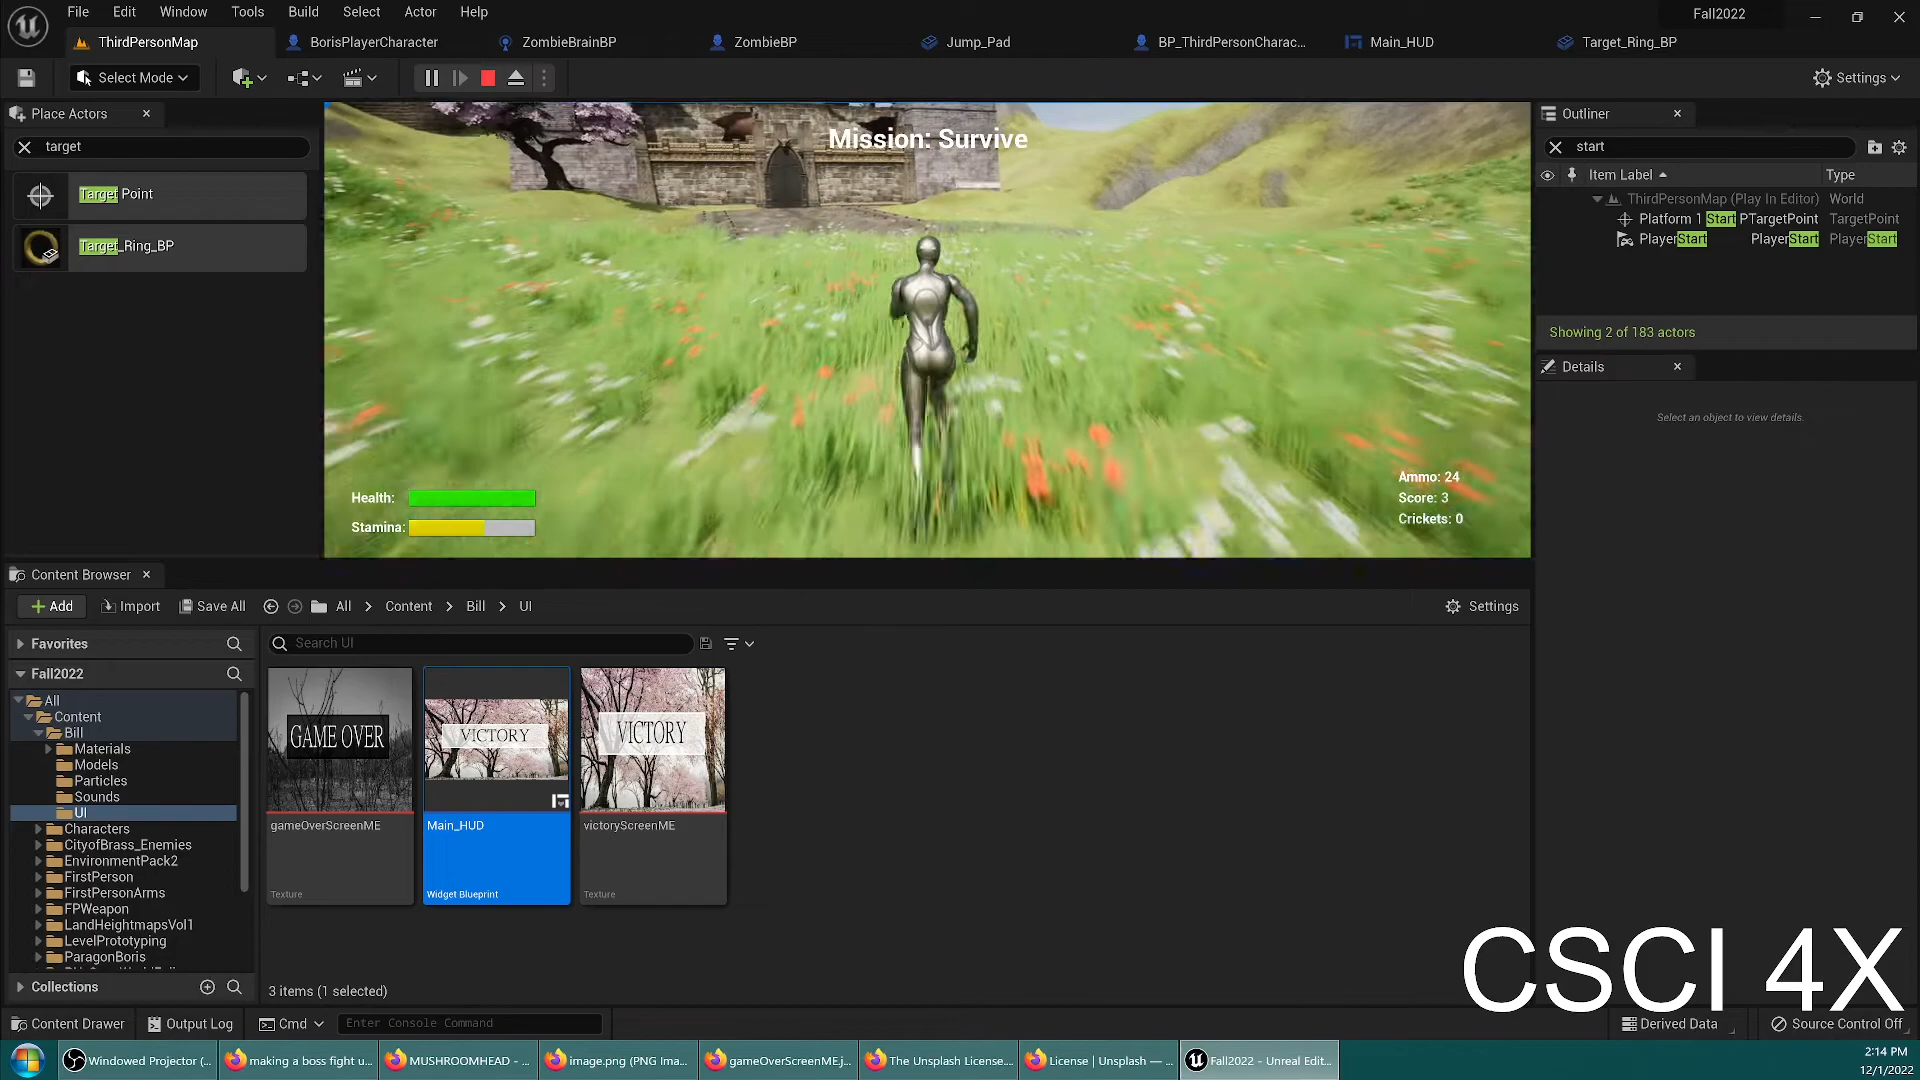 File Edit Window Tools Build Select Actor Help
Fall2022
ThirdPersonMap
BorisPlayerCharacter
ZombieBrainBP
ZombieBP
Jump_Pad
BP_ThirdPersonCharac...
Main_HUD
Target_Ring_BP
Select Mode
Settings
Place Actors
target
Target Point
Target_Ring_BP
Mission: Survive
Health:
Stamina:
Ammo: 24
Score: 3
Crickets: 0
Outliner
start
Item Label
Type
ThirdPersonMap (Play In Editor) World
Platform 1 Start PTargetPoint TargetPoint
PlayerStart PlayerStart PlayerStart
Showing 2 of 183 actors
Details
Select an object to view details.
Content Browser
Add Import Save All All Content Bill UI
Settings
Favorites
Search UI
Fall2022
All
Content
Bill
Materials
Models
Particles
Sounds
UI
Characters
CityofBrass_Enemies
EnvironmentPack2
FirstPerson
FirstPersonArms
FPWeapon
LandHeightmapsVol1
LevelPrototyping
ParagonBoris
Collections
GAME OVER
gameOverScreenME
Texture
VICTORY
Main_HUD
Widget Blueprint
VICTORY
victoryScreenME
Texture
3 items (1 selected)
CSCI 4X
Content Drawer
Output Log
Cmd
Enter Console Command
Derived Data
Source Control Off
Windowed Projector (...
making a boss fight u...
MUSHROOMHEAD - ...
image.png (PNG Ima...
gameOverScreenME.j...
The Unsplash License...
License | Unsplash — ...
Fall2022 - Unreal Edit...
2:14 PM
12/1/2022